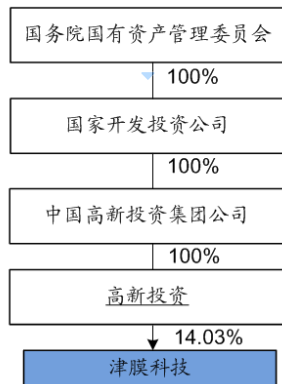 国务院国有资产管理委员会
100%
国家开发投资公司
100%
中国高新投资集团公司
100%
高新投资
14.03%
津膜科技